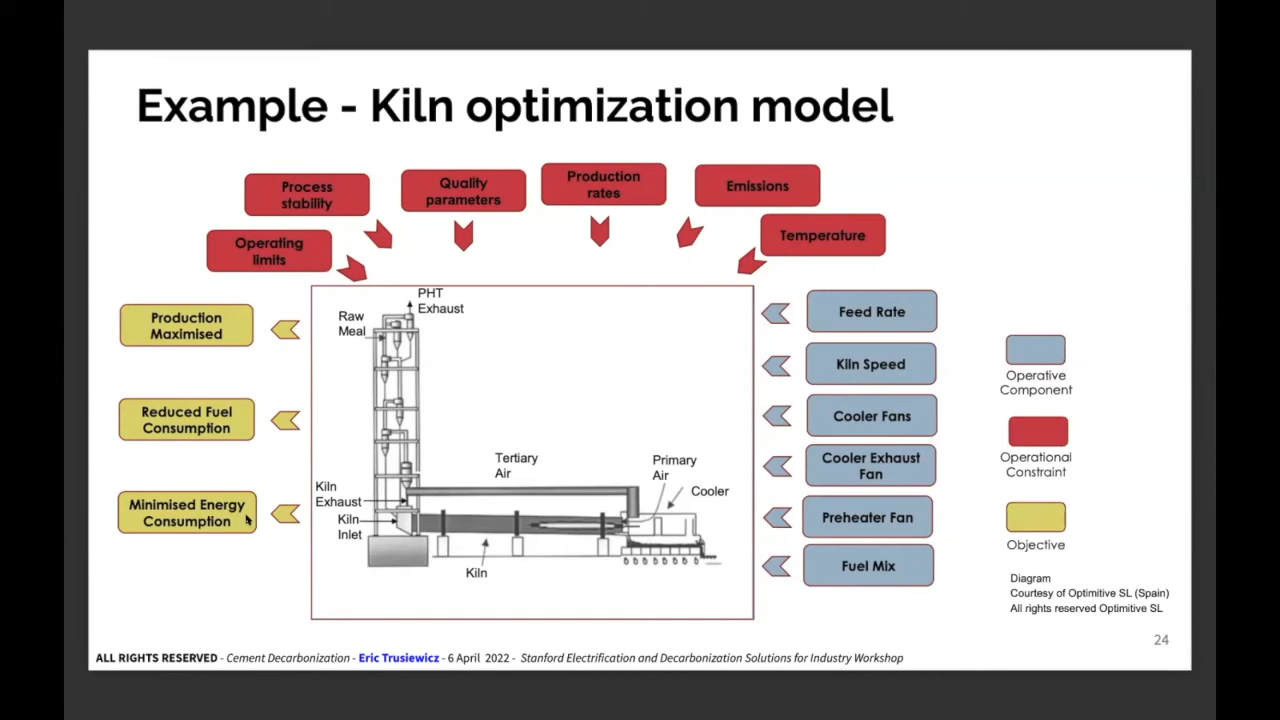 Example - Kiln optimization model
Process
stability
Quality
parameters
Production
rates
Emissions
Operating
limits
Temperature
Production
Maximised
Reduced Fuel
Consumption
Minimised Energy
Consumption
PHT
Exhaust
Raw
Meal
Tertiary
Air
Primary
Air
Cooler
Kiln
Exhaust
Kiln
Inlet
Kiln
Feed Rate
Kiln Speed
Cooler Fans
Cooler Exhaust
Fan
Preheater Fan
Fuel Mix
Operative
Component
Operational
Constraint
Objective
Diagram
Courtesy of Optimitive SL (Spain)
All rights reserved Optimitive SL
24
ALL RIGHTS RESERVED - Cement Decarbonization - Eric Trusiewicz - 6 April 2022 - Stanford Electrification and Decarbonization Solutions for Industry Workshop